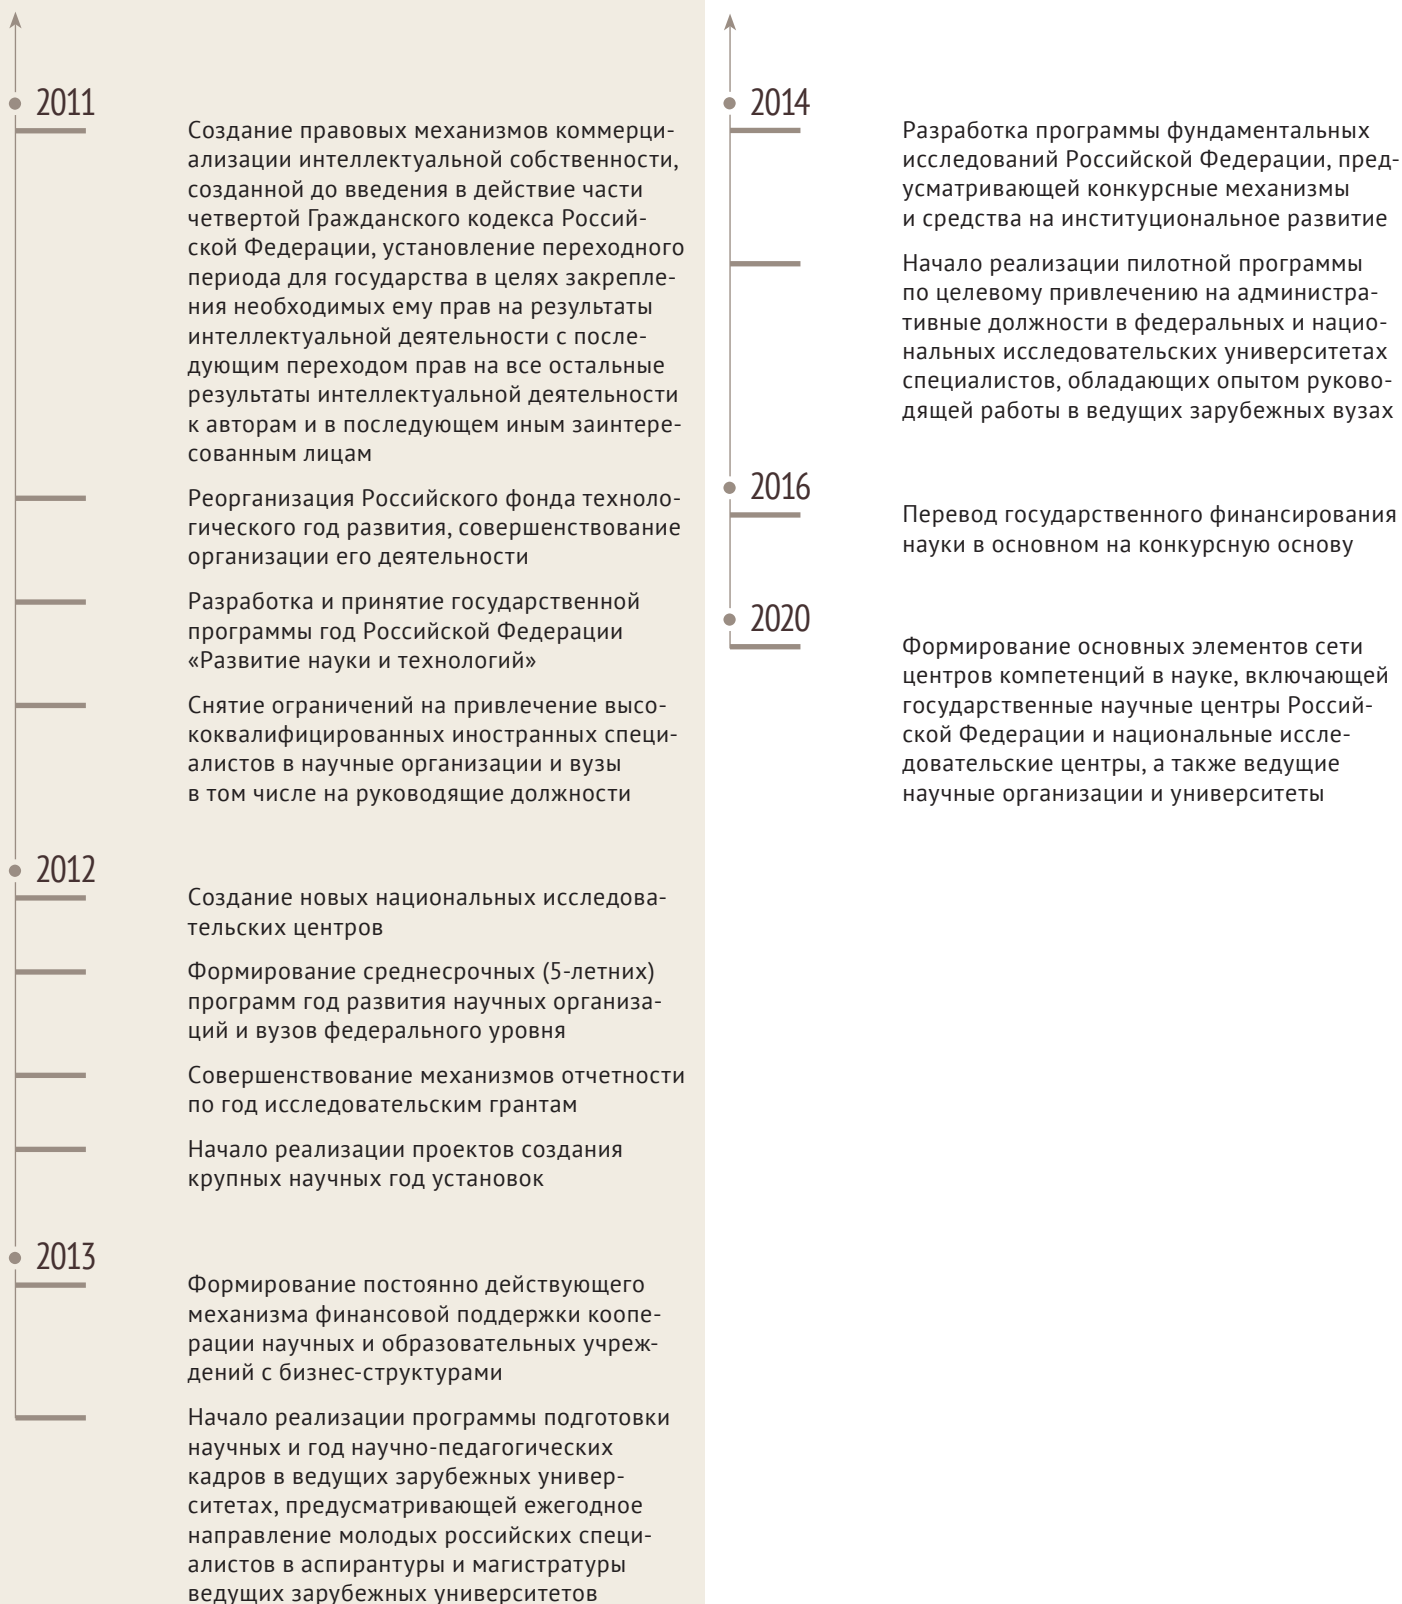 2011
Создание правовых механизмов коммерци-
ализации интеллектуальной собственности,
созданной до введения в действие части
четвертой Гражданского кодекса Россий-
ской Федерации, установление переходного
периода для государства в целях закрепле-
ния необходимых ему прав на результаты
интеллектуальной деятельности с после-
дующим переходом прав на все остальные
результаты интеллектуальной деятельности
к авторам и в последующем иным заинтере-
сованным лицам
Реорганизация Российского фонда техноло-
гического год развития, совершенствование
организации его деятельности
Разработка и принятие государственной
программы год Российской Федерации
«Развитие науки и технологий»
Снятие ограничений на привлечение высо-
коквалифицированных иностранных специ-
алистов в научные организации и вузы
в том числе на руководящие должности
2012
Создание новых национальных исследова-
тельских центров
Формирование среднесрочных (5-летних)
программ год развития научных организа-
ций и вузов федерального уровня
Совершенствование механизмов отчетности
по год исследовательским грантам
Начало реализации проектов создания
крупных научных год установок
2013
Формирование постоянно действующего
механизма финансовой поддержки коопе-
рации научных и образовательных учреж-
дений с бизнес-структурами
Начало реализации программы подготовки
научных и год научно-педагогических
кадров в ведущих зарубежных универ-
ситетах, предусматривающей ежегодное
направление молодых российских специ-
алистов в аспирантуры и магистратуры
ведущих зарубежных университетов
2014
Разработка программы фундаментальных
исследований Российской Федерации, пред-
усматривающей конкурсные механизмы
и средства на институциональное развитие
Начало реализации пилотной программы
по целевому привлечению на администра-
тивные должности в федеральных и нацио-
нальных исследовательских университетах
специалистов, обладающих опытом руково-
дящей работы в ведущих зарубежных вузах
2016
Перевод государственного финансирования
науки в основном на конкурсную основу
2020
Формирование основных элементов сети
центров компетенций в науке, включающей
государственные научные центры Россий-
ской Федерации и национальные иссле-
довательские центры, а также ведущие
научные организации и университеты